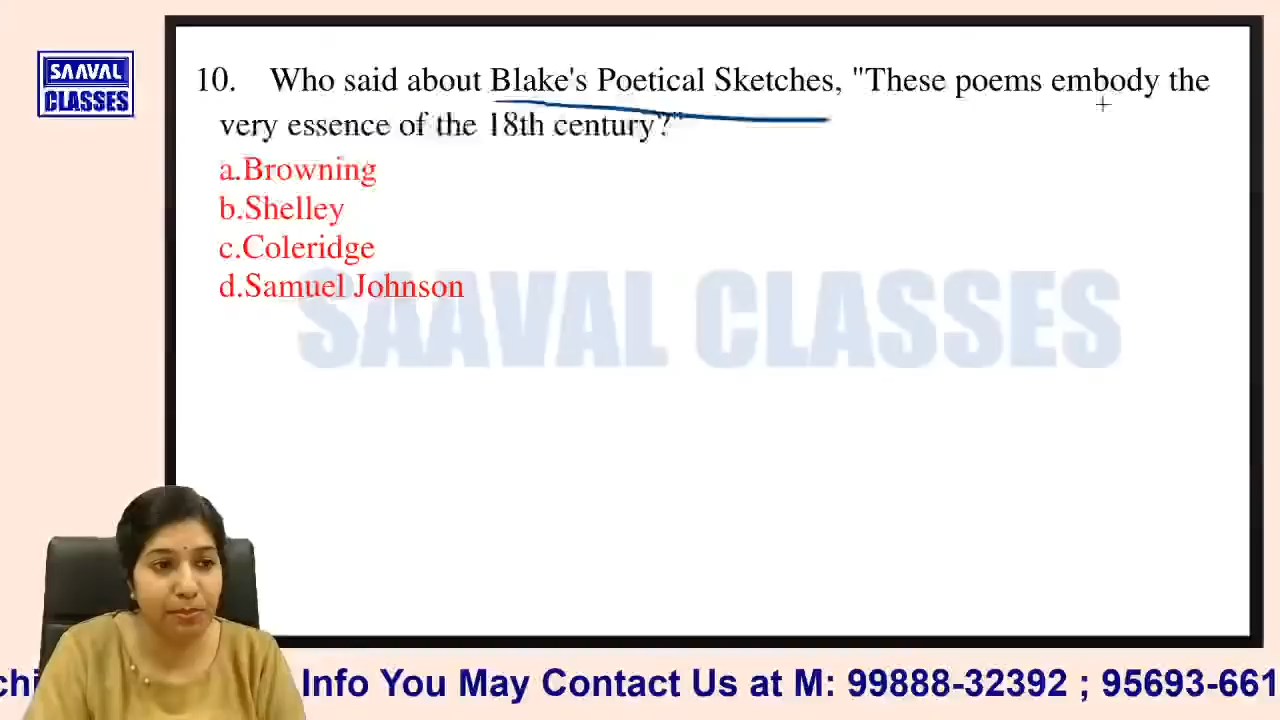 SAAVAL
CLASSES
10. Who said about Blake's Poetical Sketches, "These poems embody the
very essence of the 18th century?"
a.Browning
b.Shelley
c.Coleridge
d.Samuel Johnson
SAAVAL CLASSES
Info You May Contact Us at M: 99888-32392 ; 95693-661